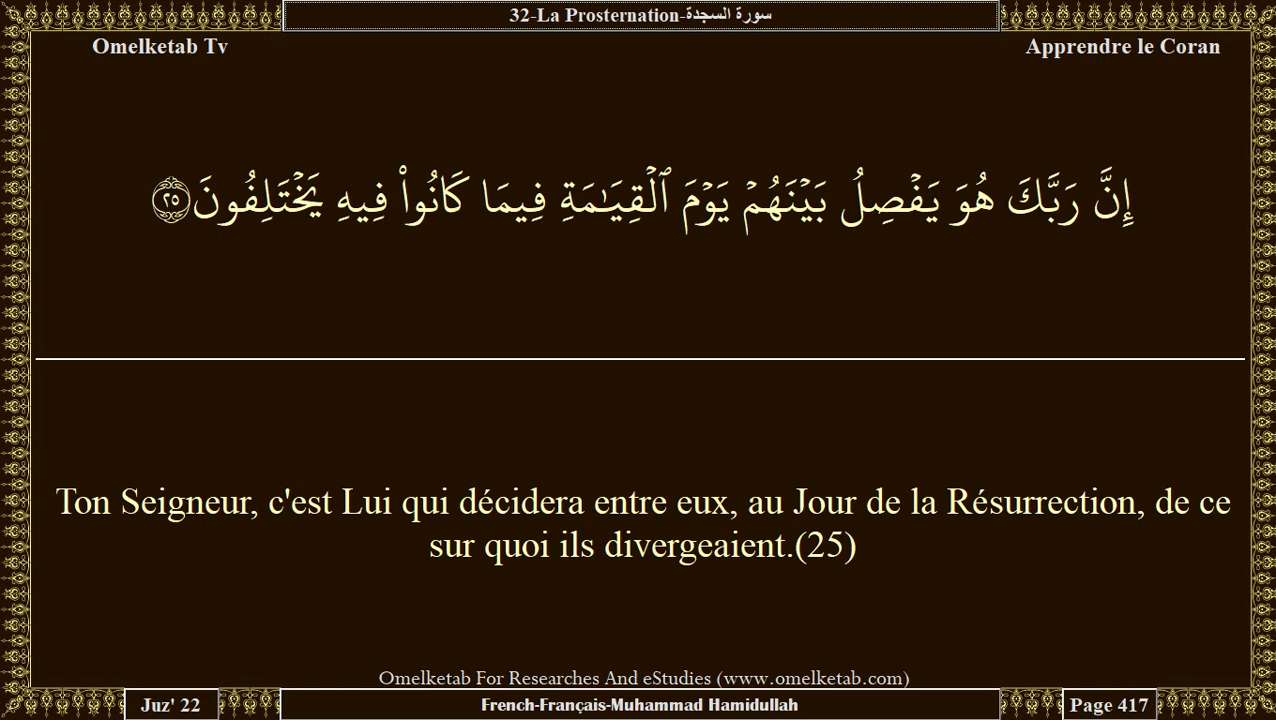 32-La Prosternation-سورة السجدة
Omelketab Tv
Apprendre le Coran
إِنَّ رَبَّكَ هُوَ يَفۡصِلُ بَيۡنَهُمۡ يَوۡمَ ٱلۡقِيَٰمَةِ فِيمَا كَانُواْ فِيهِ يَخۡتَلِفُونَ ٢٥
Ton Seigneur, c'est Lui qui décidera entre eux, au Jour de la Résurrection, de ce
sur quoi ils divergeaient.(25)
Omelketab For Researches And eStudies (www.omelketab.com)
Juz' 22
French-Français-Muhammad Hamidullah
Page 417